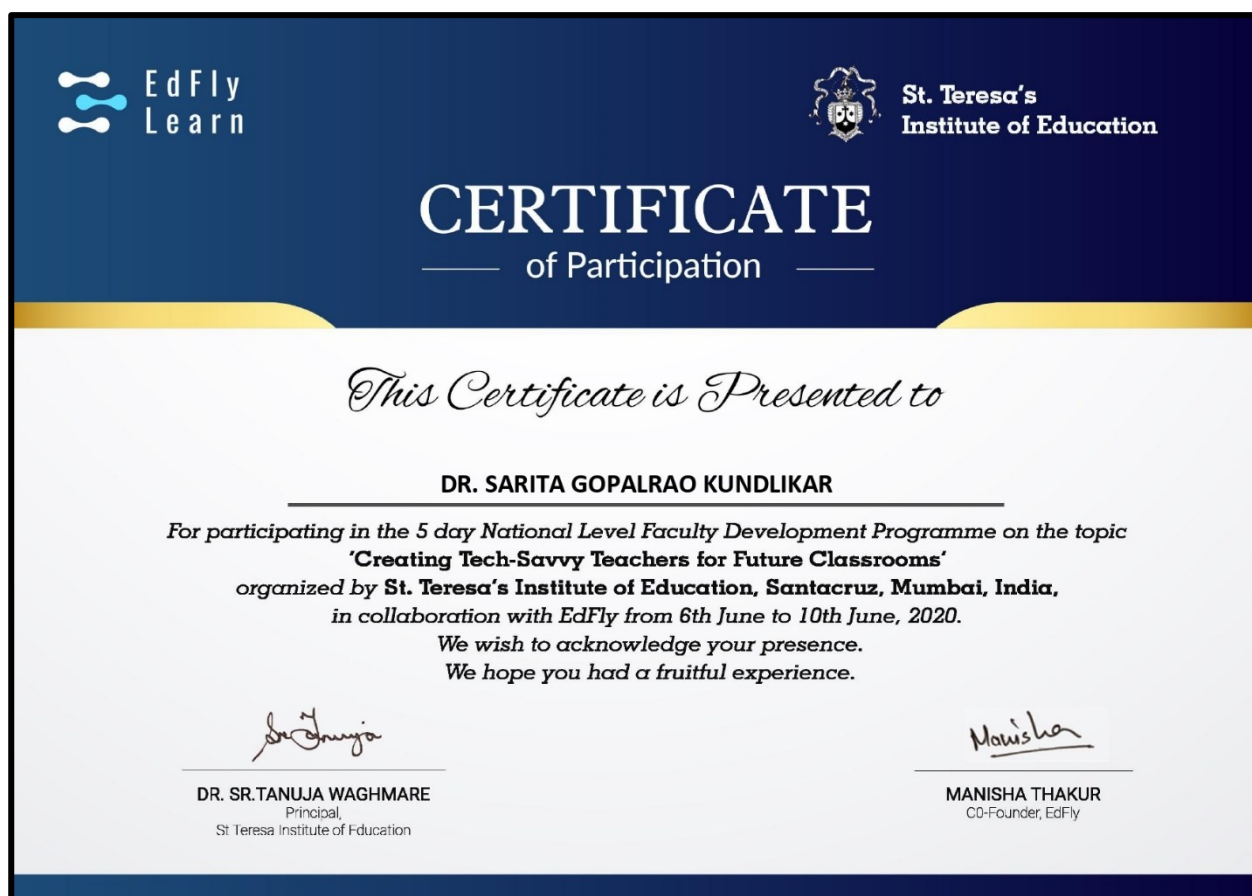 EdFly
Learn
St. Teresa's
Institute of Education
CERTIFICATE
of Participation
This Certificate is Presented to
DR. SARITA GOPALRAO KUNDLIKAR
For participating in the 5 day National Level Faculty Development Programme on the topic
'Creating Tech-Savvy Teachers for Future Classrooms'
organized by St. Teresa's Institute of Education, Santacruz, Mumbai, India,
in collaboration with EdFly from 6th June to 10th June, 2020.
We wish to acknowledge your presence.
We hope you had a fruitful experience.
Sr Tanuja
Manisha
DR. SR.TANUJA WAGHMARE
Principal,
St Teresa Institute of Education
MANISHA THAKUR
C0-Founder, EdFly